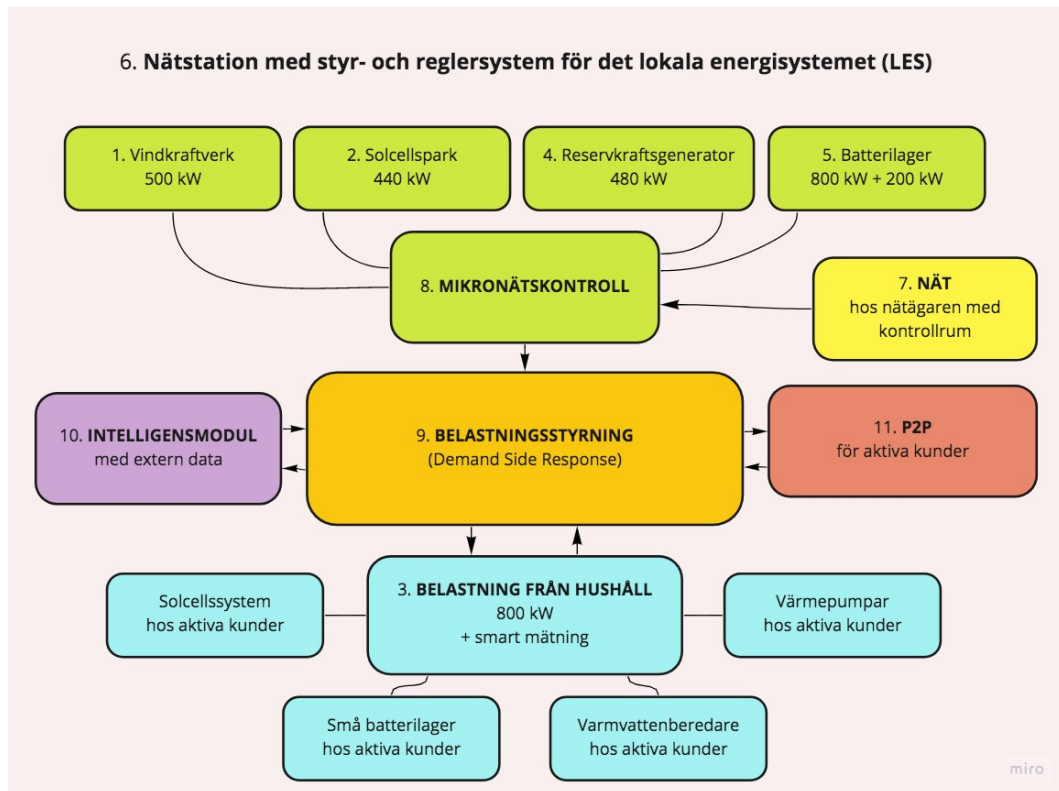 6. Nätstation med styr- och reglersystem för det lokala energisystemet (LES)
1. Vindkraftverk
500 kW
2. Solcellspark
440 kW
4. Reservkraftsgenerator
480 kW
5. Batterilager
800 kW + 200 kW
8. MIKRONÄTSKONTROLL
7. NÄT
hos nätägaren med
kontrollrum
10. INTELLIGENSMODUL
med extern data
9. BELASTNINGSSTYRNING
(Demand Side Response)
11. P2P
för aktiva kunder
3. BELASTNING FRÅN HUSHÅLL
800 kW
+ smart mätning
Solcellssystem
hos aktiva kunder
Värmepumpar
hos aktiva kunder
Små batterilager
hos aktiva kunder
Varmvattenberedare
hos aktiva kunder
miro